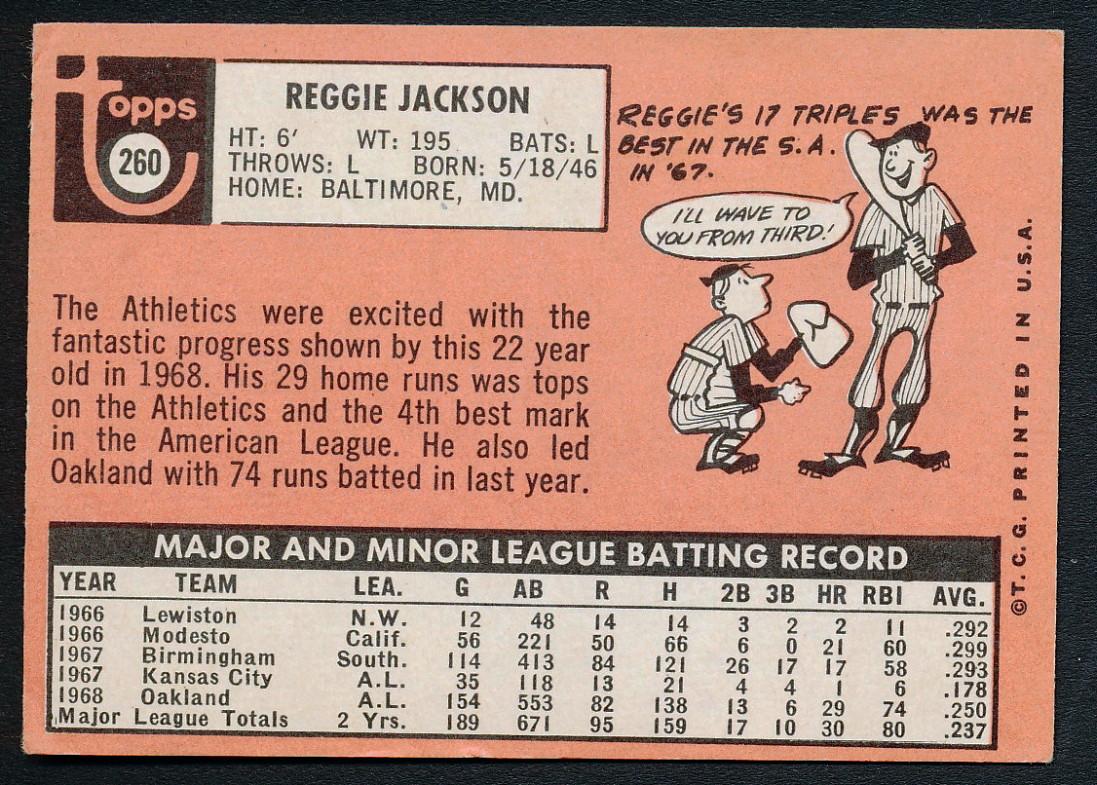 topps
260
REGGIE JACKSON
HT: 6' WT: 195 BATS: L
THROWS: L BORN: 5/18/46
HOME: BALTIMORE, MD.
REGGIE'S 17 TRIPLES WAS THE
BEST IN THE S.A.
IN '67.
I'LL WAVE TO
YOU FROM THIRD!
The Athletics were excited with the
fantastic progress shown by this 22 year
old in 1968. His 29 home runs was tops
on the Athletics and the 4th best mark
in the American League. He also led
Oakland with 74 runs batted in last year.
©T.C.G. PRINTED IN U.S.A.
MAJOR AND MINOR LEAGUE BATTING RECORD
YEAR TEAM LEA. G AB R H 2B 3B HR RBI AVG.
1966 Lewiston N.W. 12 48 14 14 3 2 2 11 .292
1966 Modesto Calif. 56 221 50 66 6 0 21 60 .299
1967 Birmingham South. 114 413 84 121 26 17 17 58 .293
1967 Kansas City A.L. 35 118 13 21 4 4 1 6 .178
1968 Oakland A.L. 154 553 82 138 13 6 29 74 .250
Major League Totals 2 Yrs. 189 671 95 159 17 10 30 80 .237